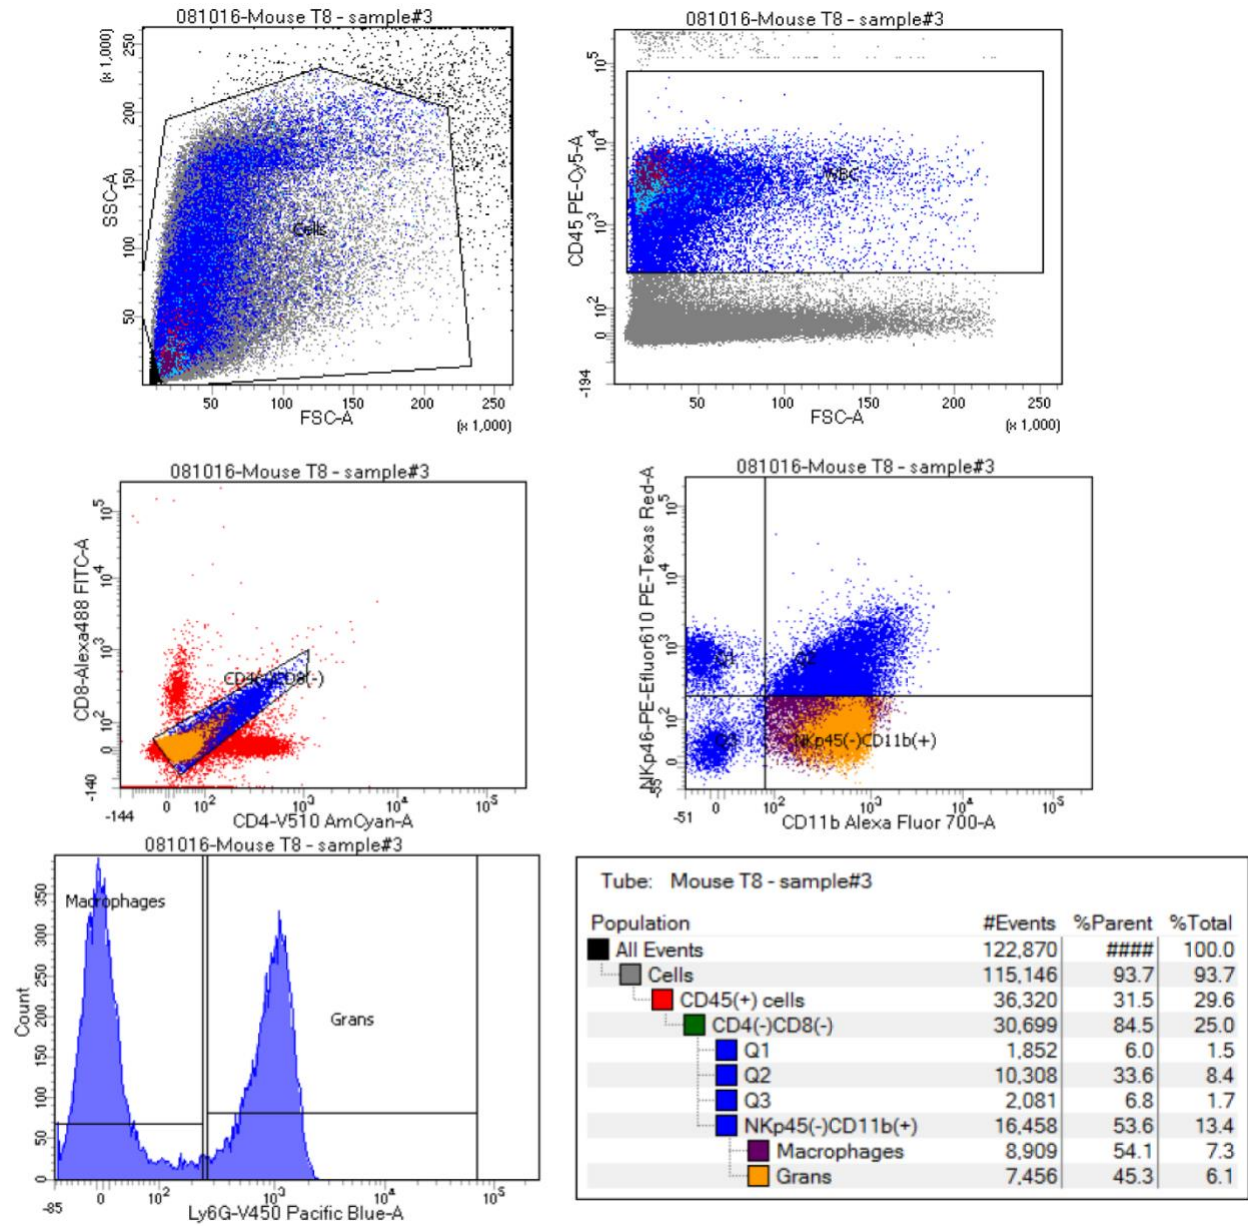 081016-Mouse T8 - sample#3
(x 1,000)
SSC-A
250
200
150
100
50
Cells
50 100 150 200 250
FSC-A
(x 1,000)
081016-Mouse T8 - sample#3
CD45 PE-Cy5-A
10^5
10^4
10^3
10^2
0
-194
WBC
50 100 150 200 250
FSC-A
(x 1,000)
081016-Mouse T8 - sample#3
CD8-Alexa488 FITC-A
10^5
10^4
10^3
10^2
0
-140
-144 0 10^2 10^3 10^4 10^5
CD4-V510 AmCyan-A
081016-Mouse T8 - sample#3
NKp46-PE-Efluor610 PE-Texas Red-A
10^5
10^4
10^3
10^2
0
Q1
Q2
NKp45(-)CD11b(+)
-51 0 10^2 10^3 10^4 10^5
CD11b Alexa Fluor 700-A
081016-Mouse T8 - sample#3
Count
350
300
250
200
150
100
50
0
Macrophages
Grans
-85 0 10^2 10^3 10^4 10^5
Ly6G-V450 Pacific Blue-A
Tube: Mouse T8 - sample#3
Population #Events %Parent %Total
All Events 122,870 #### 100.0
Cells 115,146 93.7 93.7
CD45(+) cells 36,320 31.5 29.6
CD4(-)CD8(-) 30,699 84.5 25.0
Q1 1,852 6.0 1.5
Q2 10,308 33.6 8.4
Q3 2,081 6.8 1.7
NKp45(-)CD11b(+) 16,458 53.6 13.4
Macrophages 8,909 54.1 7.3
Grans 7,456 45.3 6.1